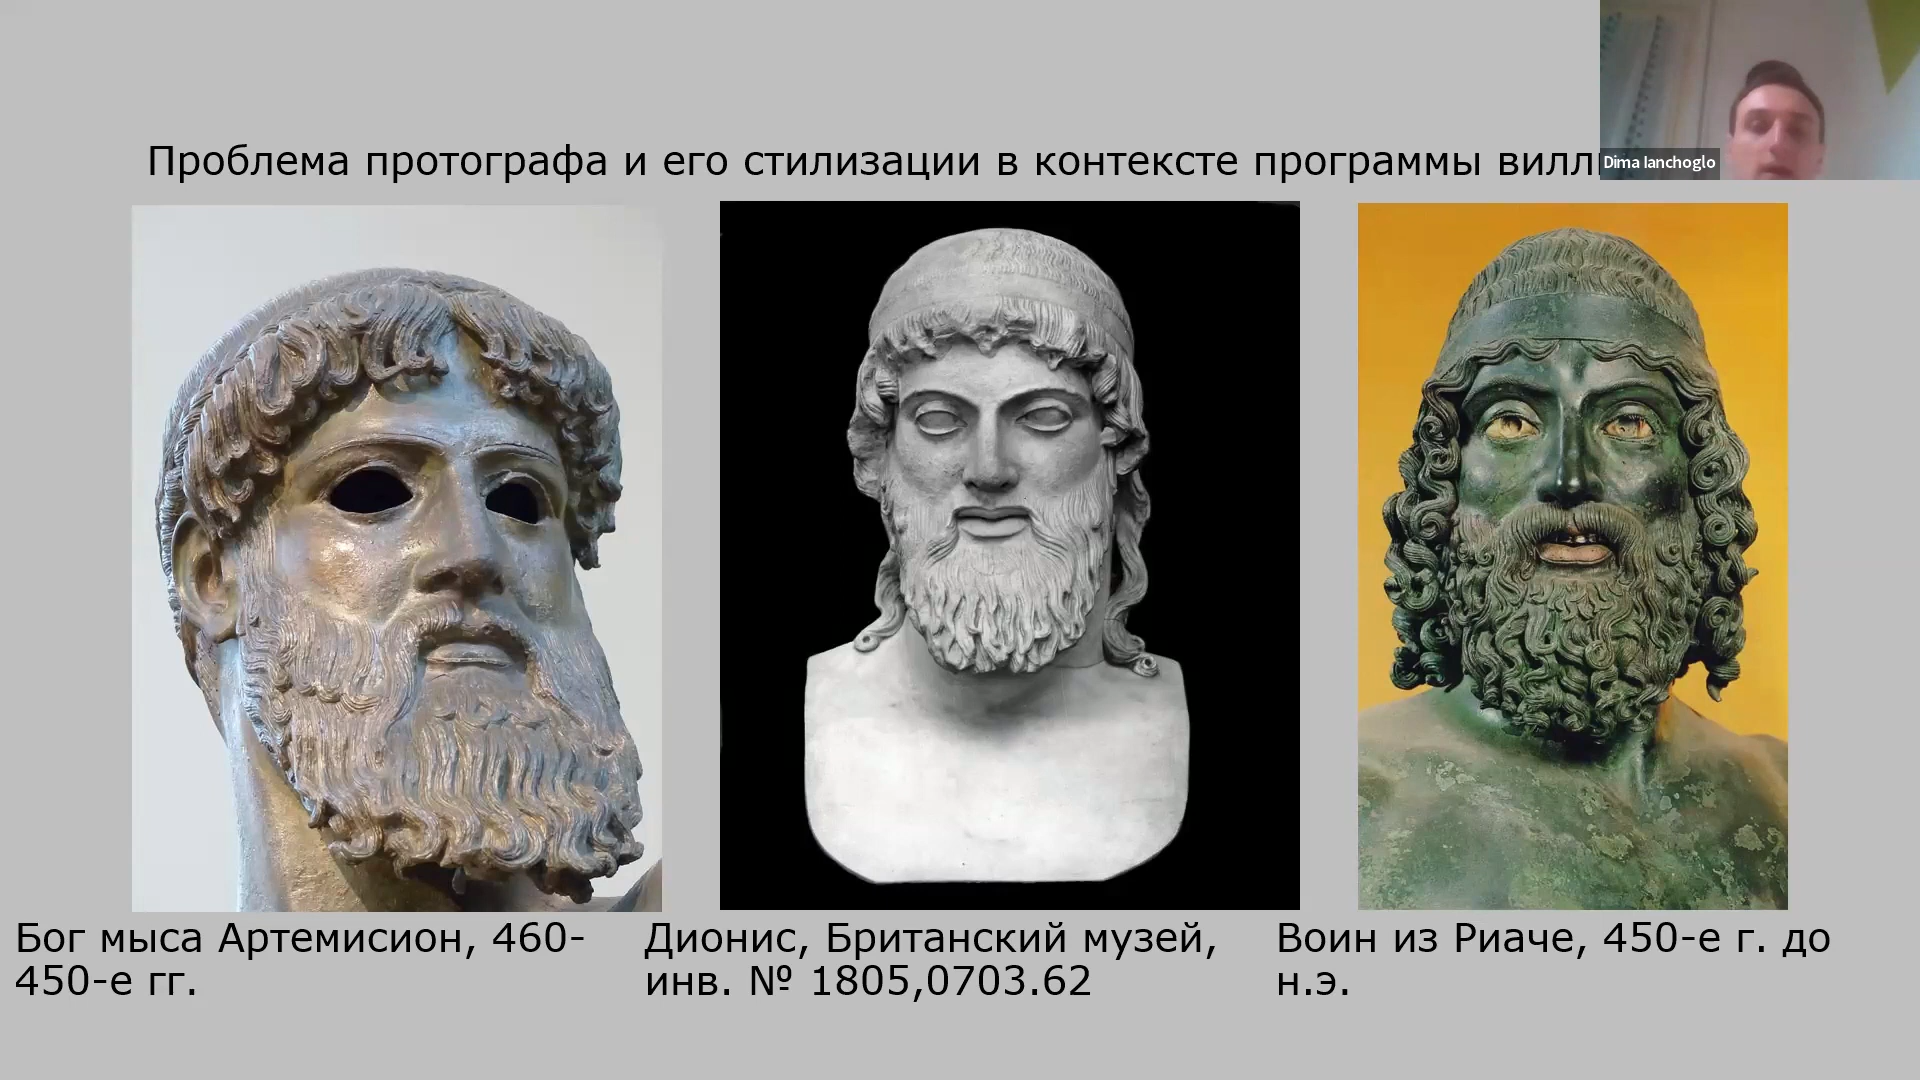 Проблема протографа и его стилизации в контексте программы
Dima Ianchoglo
Бог мыса Артемисион, 460-
450-е гг.
Дионис, Британский музей,
инв. № 1805,0703.62
Воин из Риаче, 450-е г. до
н.э.